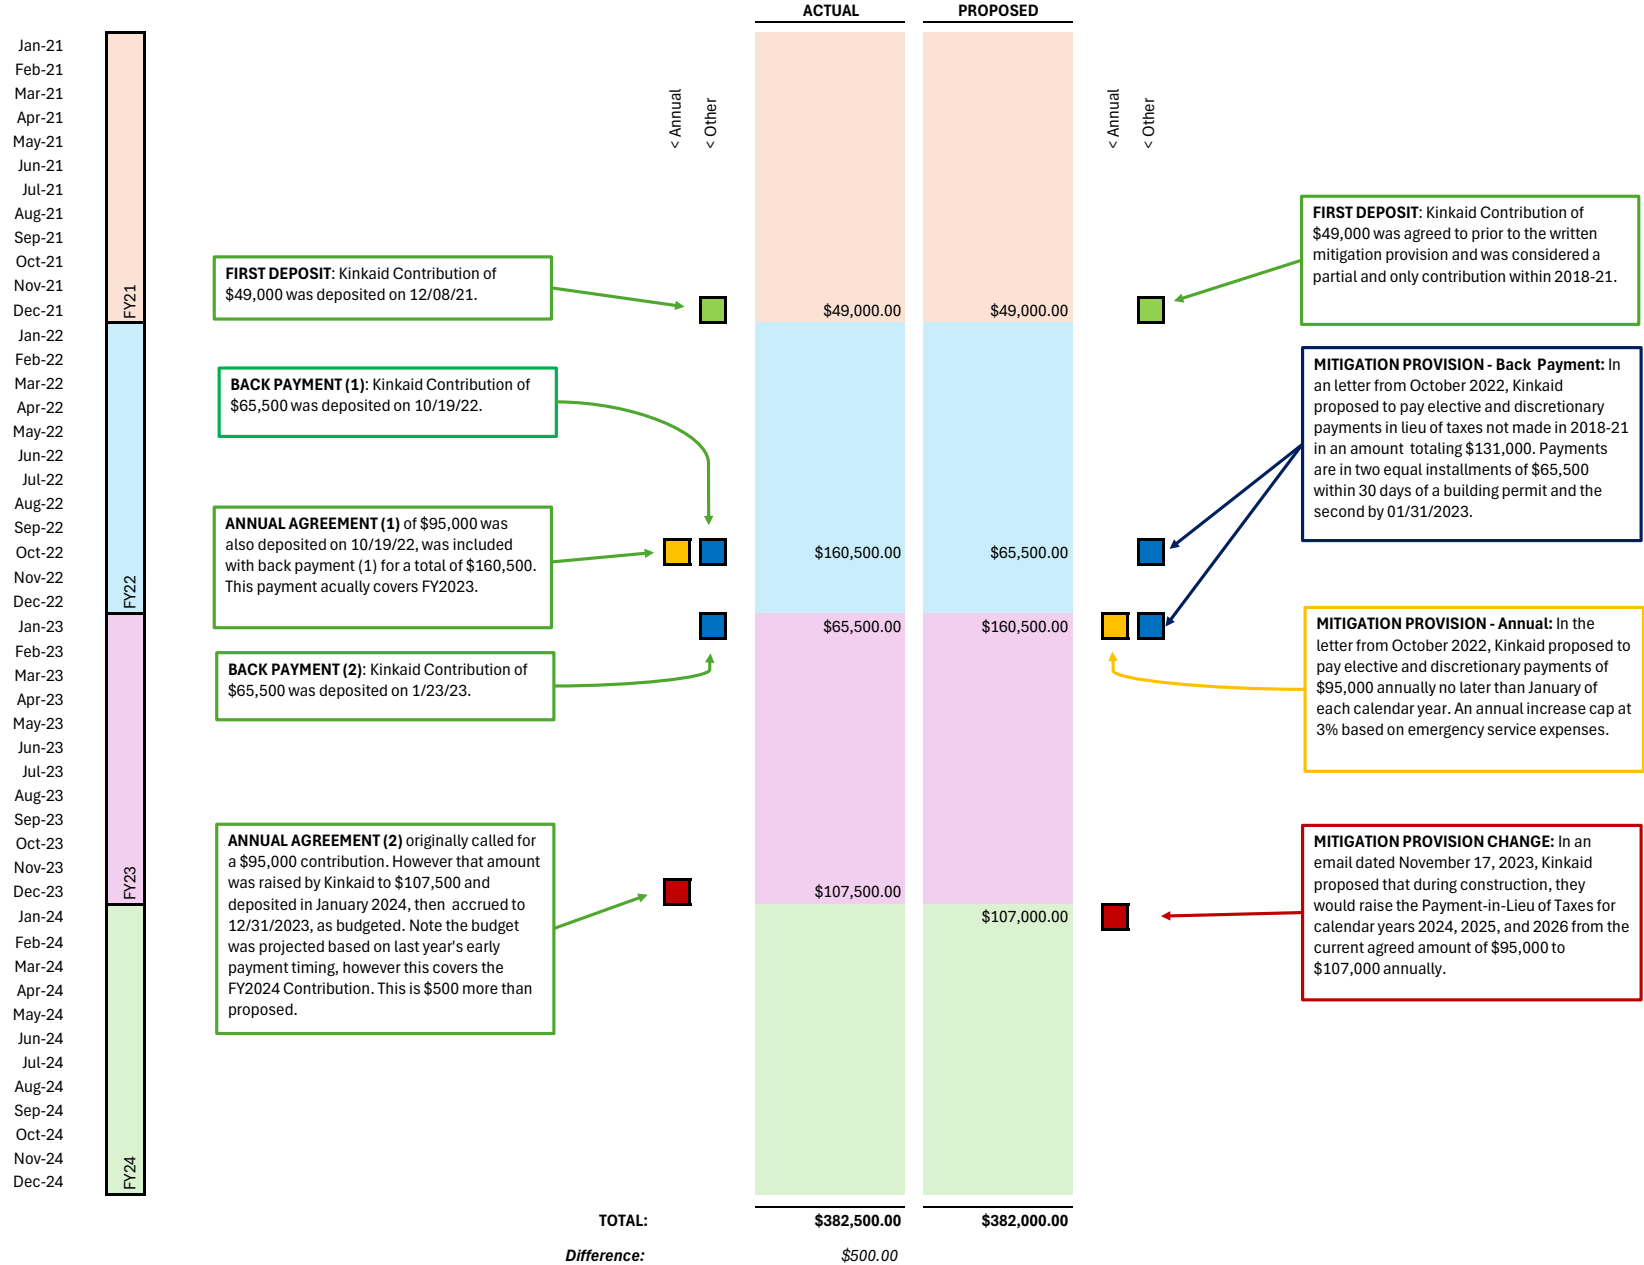 ACTUAL
PROPOSED
Jan-21
Feb-21
Mar-21
Apr-21
May-21
Jun-21
Jul-21
Aug-21
Sep-21
Oct-21
Nov-21
Dec-21
FY21
Jan-22
Feb-22
Mar-22
Apr-22
May-22
Jun-22
Jul-22
Aug-22
Sep-22
Oct-22
Nov-22
Dec-22
FY22
Jan-23
Feb-23
Mar-23
Apr-23
May-23
Jun-23
Jul-23
Aug-23
Sep-23
Oct-23
Nov-23
Dec-23
FY23
Jan-24
Feb-24
Mar-24
Apr-24
May-24
Jun-24
Jul-24
Aug-24
Sep-24
Oct-24
Nov-24
Dec-24
FY24
FIRST DEPOSIT: Kinkaid Contribution of
$49,000 was deposited on 12/08/21.
BACK PAYMENT (1): Kinkaid Contribution of
$65,500 was deposited on 10/19/22.
ANNUAL AGREEMENT (1) of $95,000 was
also deposited on 10/19/22, was included
with back payment (1) for a total of $160,500.
This payment acually covers FY2023.
BACK PAYMENT (2): Kinkaid Contribution of
$65,500 was deposited on 1/23/23.
ANNUAL AGREEMENT (2) originally called for
a $95,000 contribution. However that amount
was raised by Kinkaid to $107,500 and
deposited in January 2024, then accrued to
12/31/2023, as budgeted. Note the budget
was projected based on last year's early
payment timing, however this covers the
FY2024 Contribution. This is $500 more than
proposed.
< Annual
< Other
$49,000.00
$160,500.00
$65,500.00
$107,500.00
$49,000.00
$65,500.00
$160,500.00
$107,000.00
< Annual
< Other
FIRST DEPOSIT: Kinkaid Contribution of
$49,000 was agreed to prior to the written
mitigation provision and was considered a
partial and only contribution within 2018-21.
MITIGATION PROVISION - Back Payment: In
an letter from October 2022, Kinkaid
proposed to pay elective and discretionary
payments in lieu of taxes not made in 2018-21
in an amount totaling $131,000. Payments
are in two equal installments of $65,500
within 30 days of a building permit and the
second by 01/31/2023.
MITIGATION PROVISION - Annual: In the
letter from October 2022, Kinkaid proposed to
pay elective and discretionary payments of
$95,000 annually no later than January of
each calendar year. An annual increase cap at
3% based on emergency service expenses.
MITIGATION PROVISION CHANGE: In an
email dated November 17, 2023, Kinkaid
proposed that during construction, they
would raise the Payment-in-Lieu of Taxes for
calendar years 2024, 2025, and 2026 from the
current agreed amount of $95,000 to
$107,000 annually.
TOTAL: $382,500.00 $382,000.00
Difference: $500.00